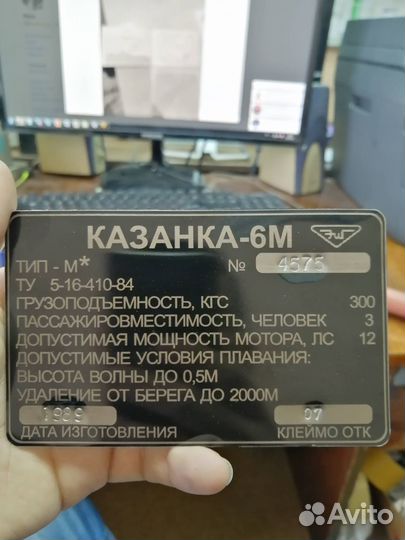 КАЗАНКА-6М
ТИП - М* № 4575
ТУ 5-16-410-84
ГРУЗОПОДЪЕМНОСТЬ, КГС 300
ПАССАЖИРОВМЕСТИМОСТЬ, ЧЕЛОВЕК 3
ДОПУСТИМАЯ МОЩНОСТЬ МОТОРА, ЛС 12
ДОПУСТИМЫЕ УСЛОВИЯ ПЛАВАНИЯ:
ВЫСОТА ВОЛНЫ ДО 0,5М
УДАЛЕНИЕ ОТ БЕРЕГА ДО 2000М
1989 07
ДАТА ИЗГОТОВЛЕНИЯ КЛЕЙМО ОТК
Avito